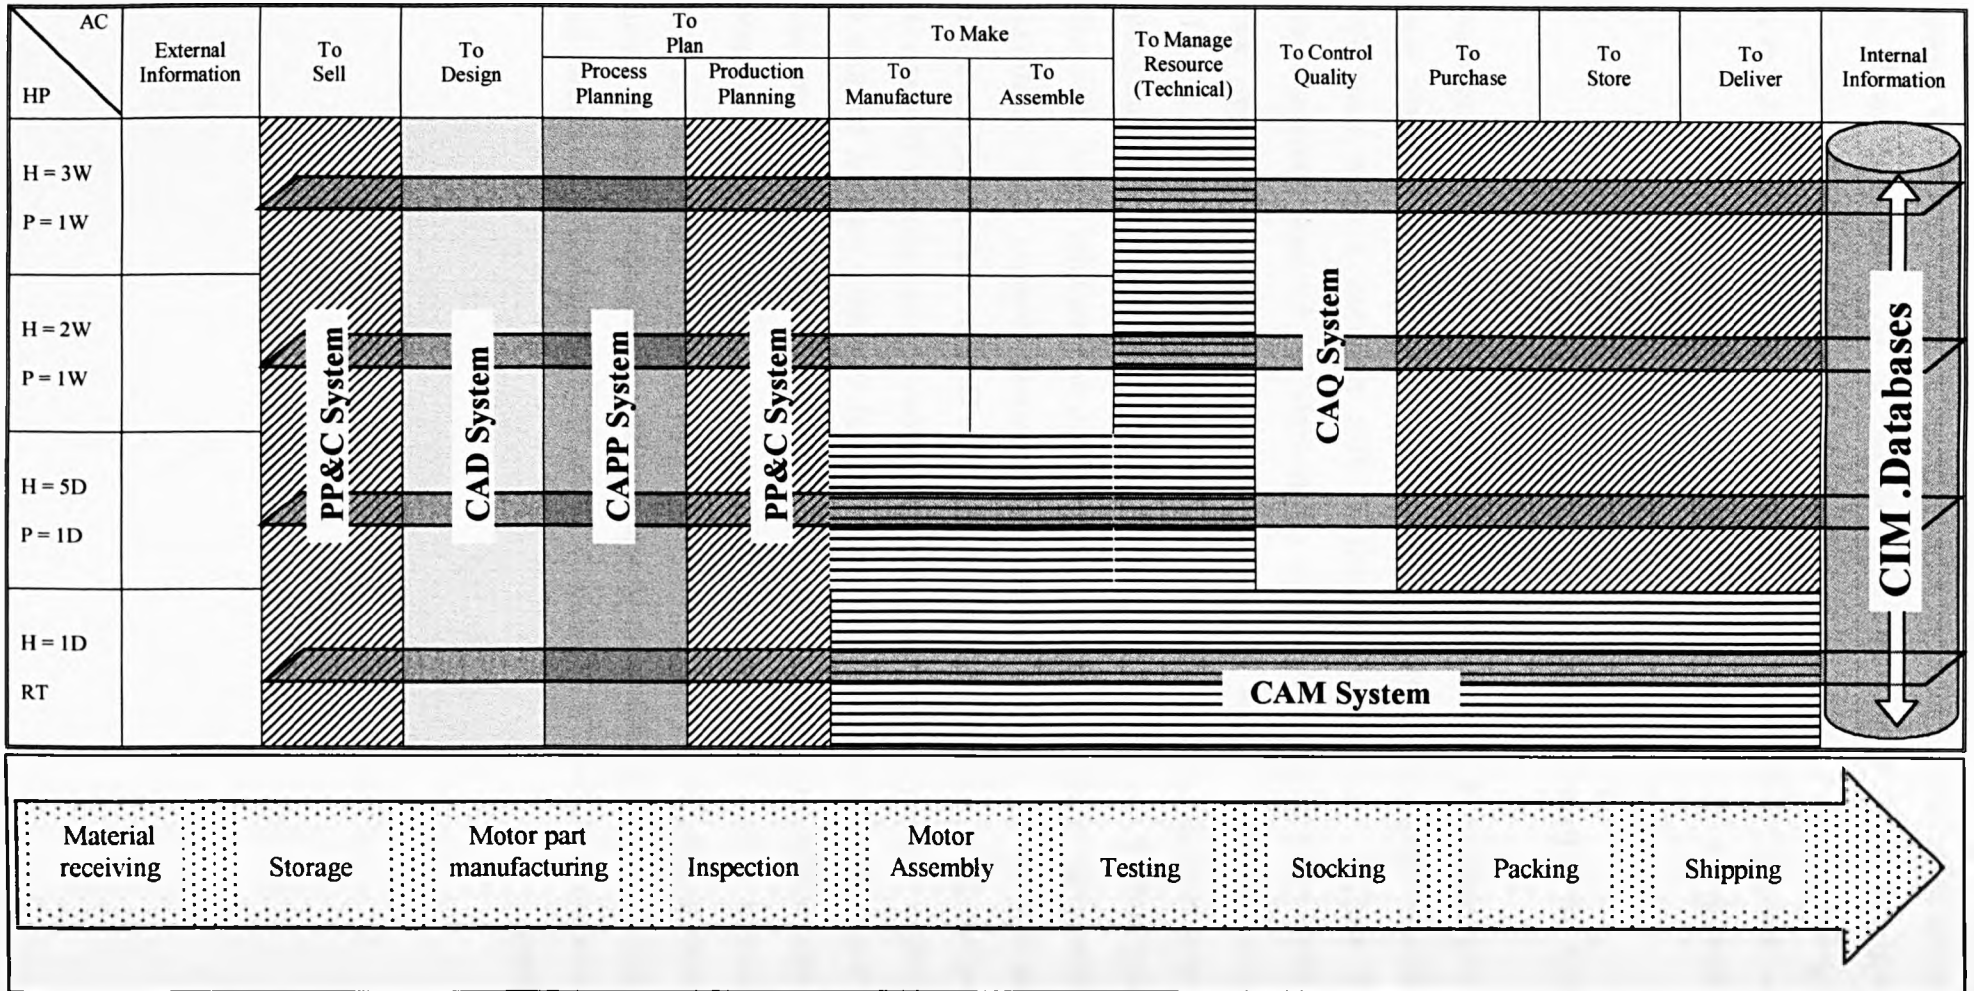 AC
HP
External
Information
To
Sell
To
Design
To
Plan
Process
Planning
Production
Planning
To Make
To
Manufacture
To
Assemble
To Manage
Resource
(Technical)
To Control
Quality
To
Purchase
To
Store
To
Deliver
Internal
Information
H = 3W
P = 1W
H = 2W
P = 1W
H = 5D
P = 1D
H = 1D
RT
PP&C System
CAD System
CAPP System
PP&C System
CAQ System
CIM .Databases
CAM System
Material
receiving
Storage
Motor part
manufacturing
Inspection
Motor
Assembly
Testing
Stocking
Packing
Shipping